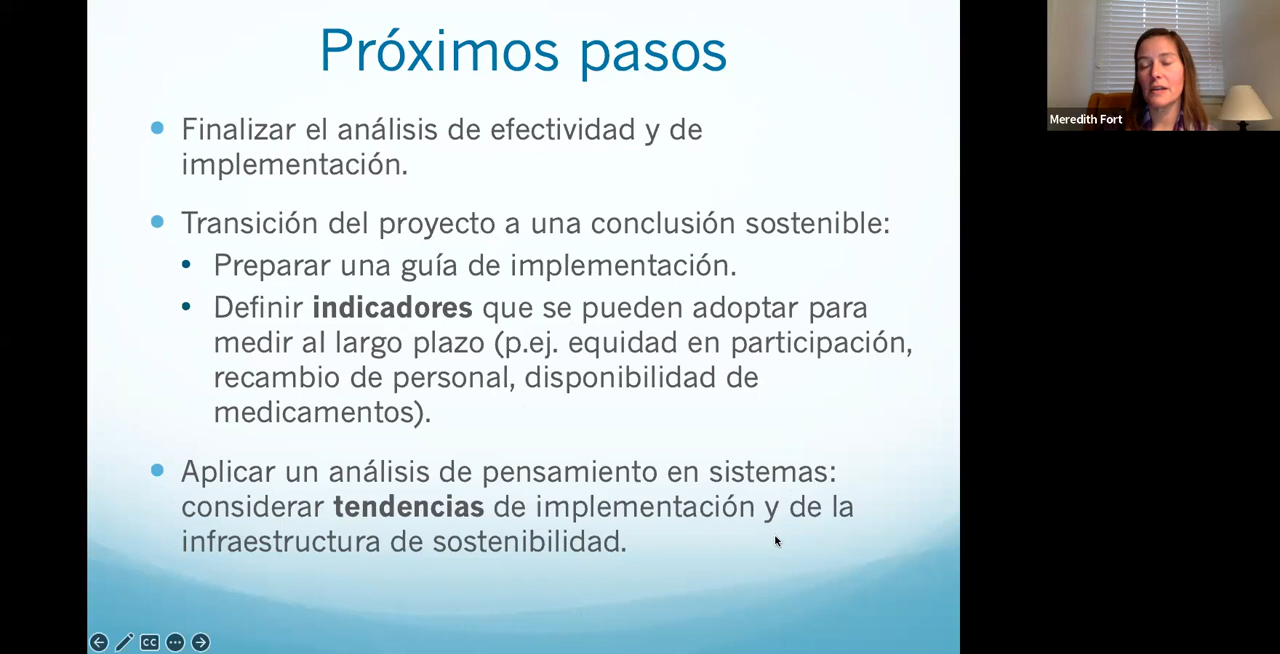 Próximos pasos
Finalizar el análisis de efectividad y de
implementación.
Transición del proyecto a una conclusión sostenible:
Preparar una guía de implementación.
Definir indicadores que se pueden adoptar para
medir al largo plazo (p.ej. equidad en participación,
recambio de personal, disponibilidad de
medicamentos).
Aplicar un análisis de pensamiento en sistemas:
considerar tendencias de implementación y de la
infraestructura de sostenibilidad.
CC
Meredith Fort